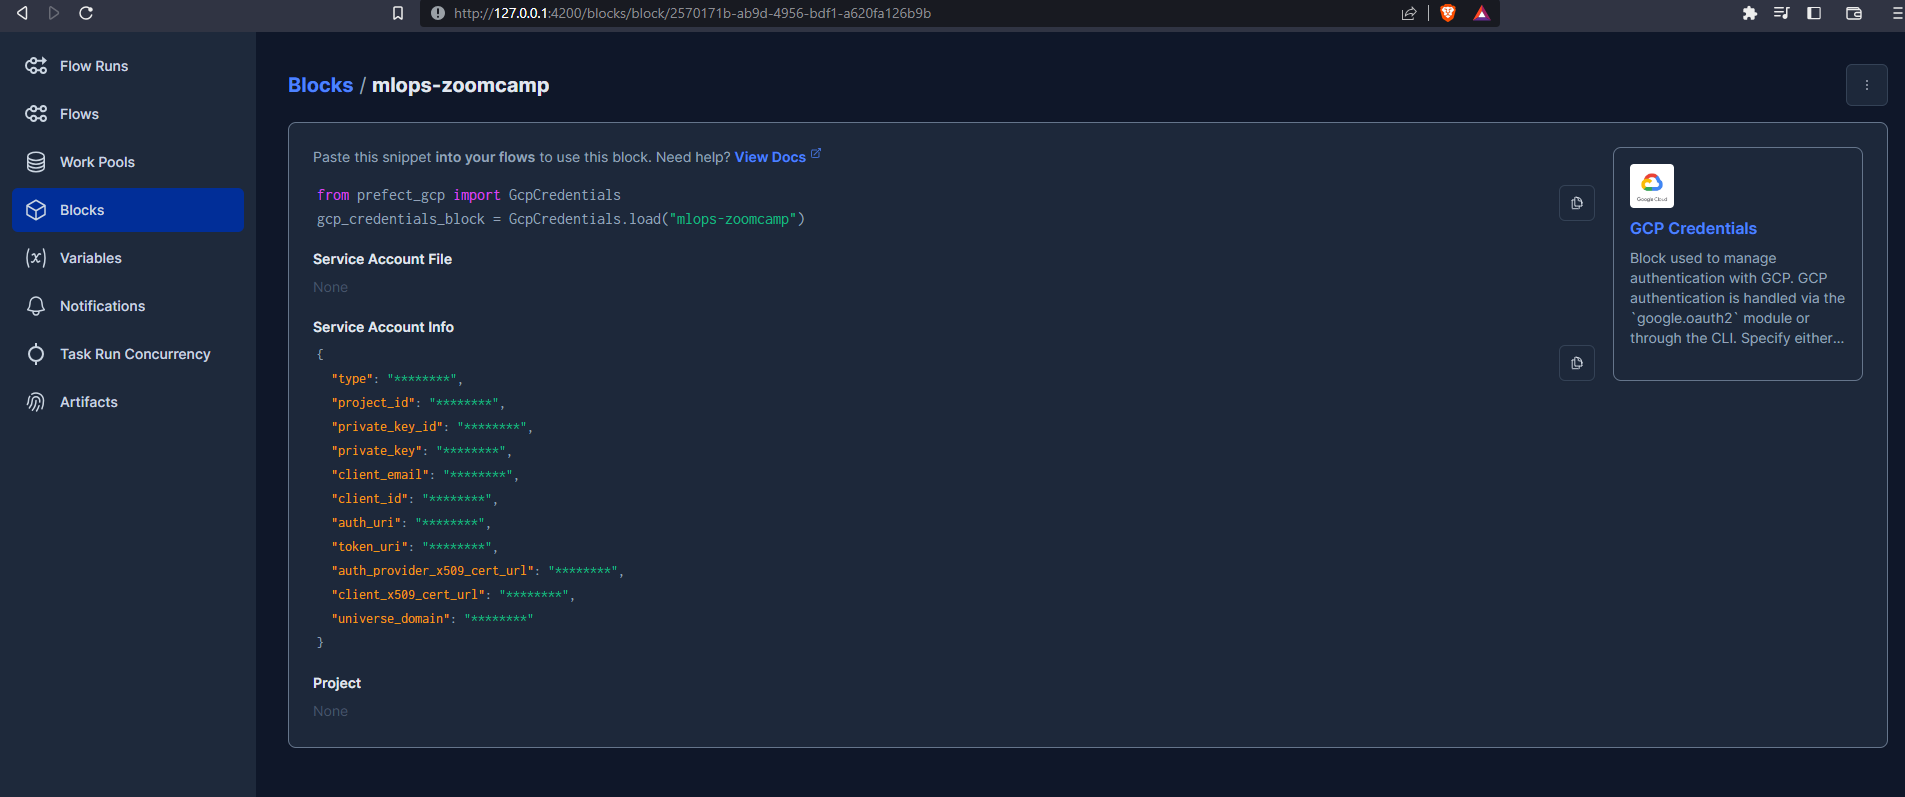 http://127.0.0.1:4200/blocks/block/2570171b-ab9d-4956-bdf1-a620fa126b9b
Flow Runs
Flows
Work Pools
Blocks
Variables
Notifications
Task Run Concurrency
Artifacts
Blocks / mlops-zoomcamp
Paste this snippet into your flows to use this block. Need help? View Docs
from prefect_gcp import GcpCredentials
gcp_credentials_block = GcpCredentials.load("mlops-zoomcamp")
Service Account File
None
Service Account Info
{
"type": "********",
"project_id": "********",
"private_key_id": "********",
"private_key": "********",
"client_email": "********",
"client_id": "********",
"auth_uri": "********",
"token_uri": "********",
"auth_provider_x509_cert_url": "********",
"client_x509_cert_url": "********",
"universe_domain": "********"
}
Project
None
Google Cloud
GCP Credentials
Block used to manage
authentication with GCP. GCP
authentication is handled via the
`google.oauth2` module or
through the CLI. Specify either...